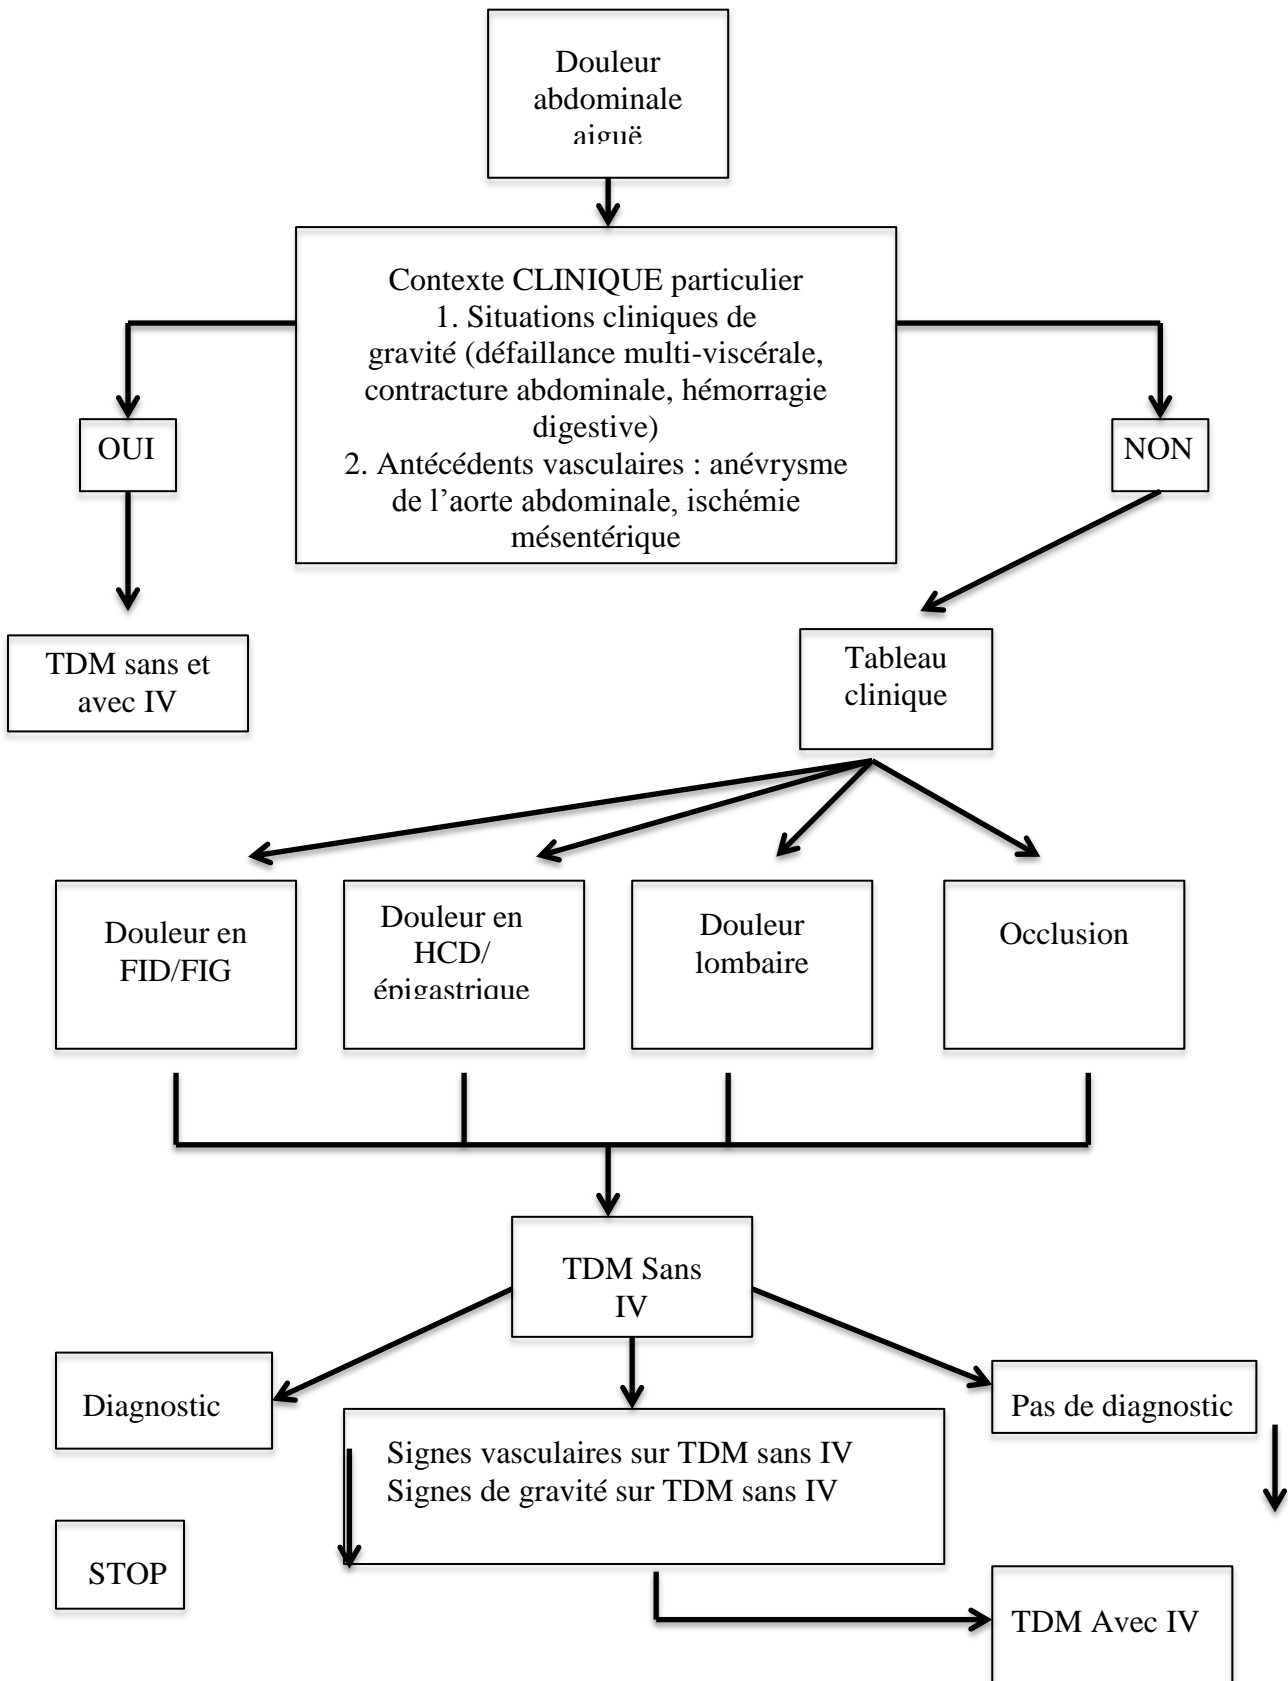 Douleur
abdominale
aiguë
Contexte CLINIQUE particulier
1. Situations cliniques de
gravité (défaillance multi-viscérale,
contracture abdominale, hémorragie
digestive)
2. Antécédents vasculaires : anévrysme
de l’aorte abdominale, ischémie
mésentérique
OUI
NON
TDM sans et
avec IV
Tableau
clinique
Douleur en
FID/FIG
Douleur en
HCD/
épigastrique
Douleur
lombaire
Occlusion
TDM Sans
IV
Diagnostic
Signes vasculaires sur TDM sans IV
Signes de gravité sur TDM sans IV
Pas de diagnostic
STOP
TDM Avec IV